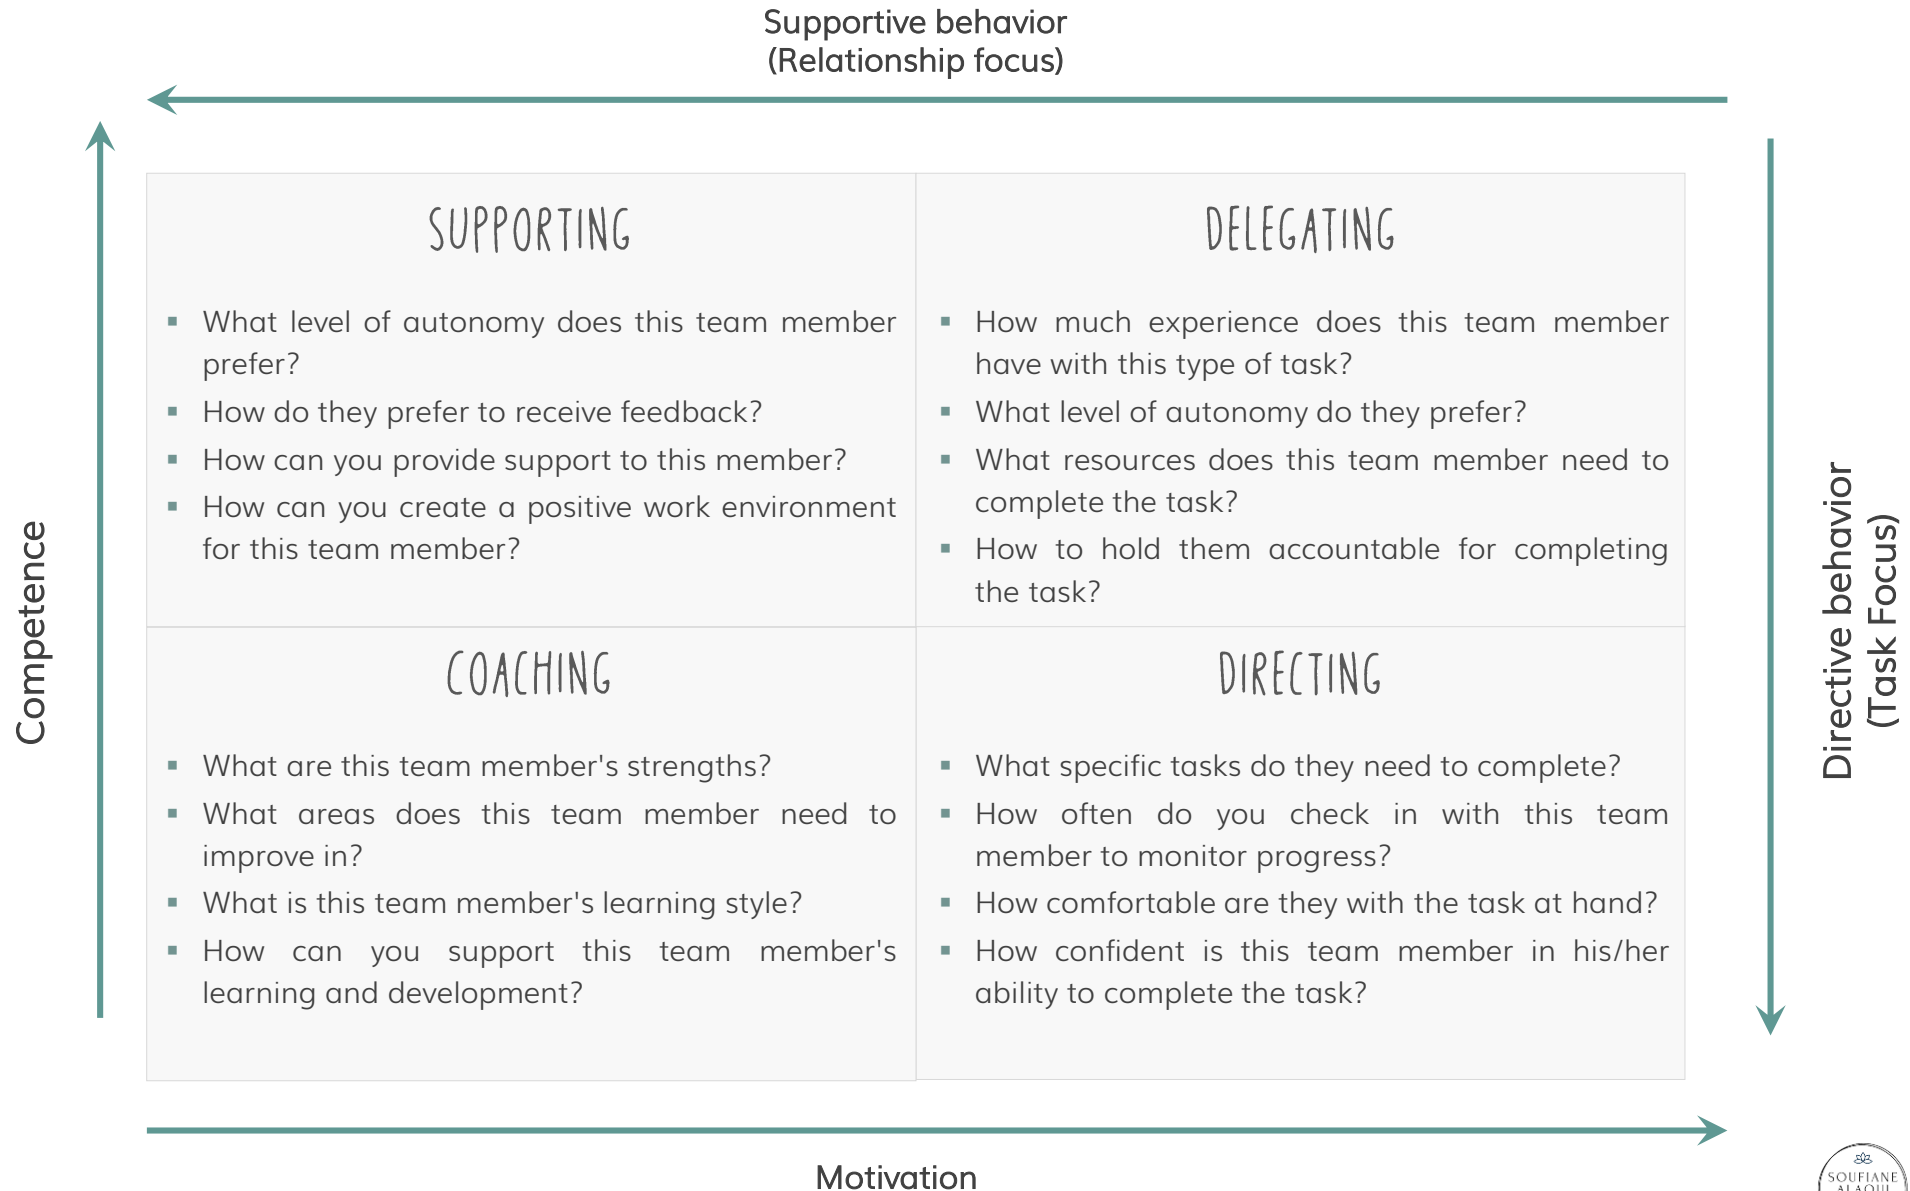 Supportive behavior
(Relationship focus)
Competence
SUPPORTING
▪ What level of autonomy does this team member
prefer?
▪ How do they prefer to receive feedback?
▪ How can you provide support to this member?
▪ How can you create a positive work environment
for this team member?
DELEGATING
▪ How much experience does this team member
have with this type of task?
▪ What level of autonomy do they prefer?
▪ What resources does this team member need to
complete the task?
▪ How to hold them accountable for completing
the task?
COACHING
▪ What are this team member's strengths?
▪ What areas does this team member need to
improve in?
▪ What is this team member's learning style?
▪ How can you support this team member's
learning and development?
DIRECTING
▪ What specific tasks do they need to complete?
▪ How often do you check in with this team
member to monitor progress?
▪ How comfortable are they with the task at hand?
▪ How confident is this team member in his/her
ability to complete the task?
Directive behavior
(Task Focus)
Motivation
SOUFIANE